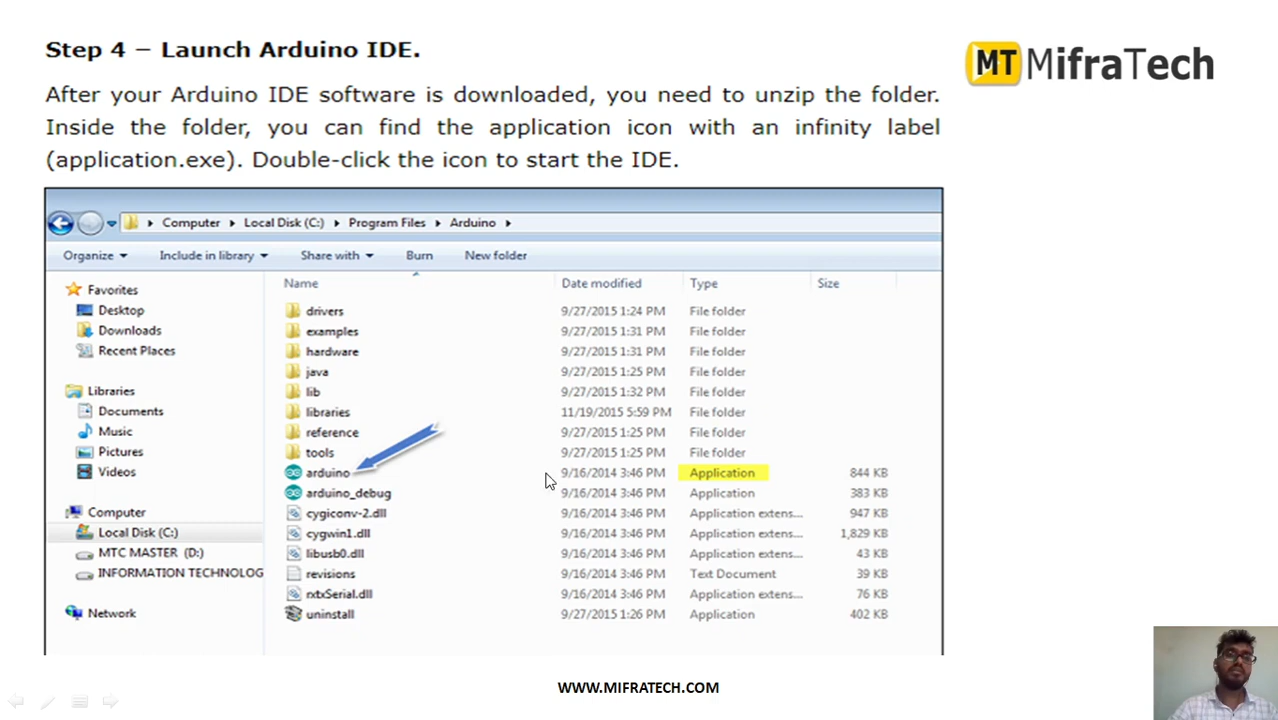 Step 4 – Launch Arduino IDE.
MT MifraTech
After your Arduino IDE software is downloaded, you need to unzip the folder.
Inside the folder, you can find the application icon with an infinity label
(application.exe). Double-click the icon to start the IDE.
Computer Local Disk (C:) Program Files Arduino
Organize Include in library Share with Burn New folder
Name Date modified Type Size
Favorites
Desktop
Downloads
Recent Places
Libraries
Documents
Music
Pictures
Videos
Computer
Local Disk (C:)
MTC MASTER (D:)
INFORMATION TECHNOLOG
Network
drivers 9/27/2015 1:24 PM File folder
examples 9/27/2015 1:31 PM File folder
hardware 9/27/2015 1:31 PM File folder
java 9/27/2015 1:25 PM File folder
lib 9/27/2015 1:32 PM File folder
libraries 11/19/2015 5:59 PM File folder
reference 9/27/2015 1:25 PM File folder
tools 9/27/2015 1:25 PM File folder
arduino 9/16/2014 3:46 PM Application 844 KB
arduino_debug 9/16/2014 3:46 PM Application 383 KB
cygiconv-2.dll 9/16/2014 3:46 PM Application extens... 947 KB
cygwin1.dll 9/16/2014 3:46 PM Application extens... 1,829 KB
libusb0.dll 9/16/2014 3:46 PM Application extens... 43 KB
revisions 9/16/2014 3:46 PM Text Document 39 KB
rxtxSerial.dll 9/16/2014 3:46 PM Application extens... 76 KB
uninstall 9/27/2015 1:26 PM Application 402 KB
WWW.MIFRATECH.COM